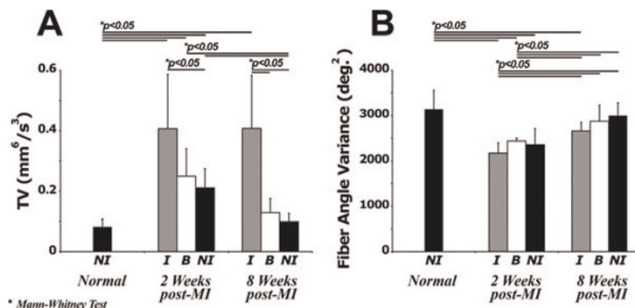 A
B
*p<0.05
*p<0.05
*p<0.05
*p<0.05
TV (mm⁶/s³)
0.6
0.4
0.2
0
NI
I B NI
I B NI
Normal
2 Weeks post-MI
8 Weeks post-MI
* Mann-Whitney Test
*p<0.05
*p<0.05
*p<0.05
Fiber Angle Variance (deg.²)
4000
3000
2000
1000
0
NI
I B NI
I B NI
Normal
2 Weeks post-MI
8 Weeks post-MI